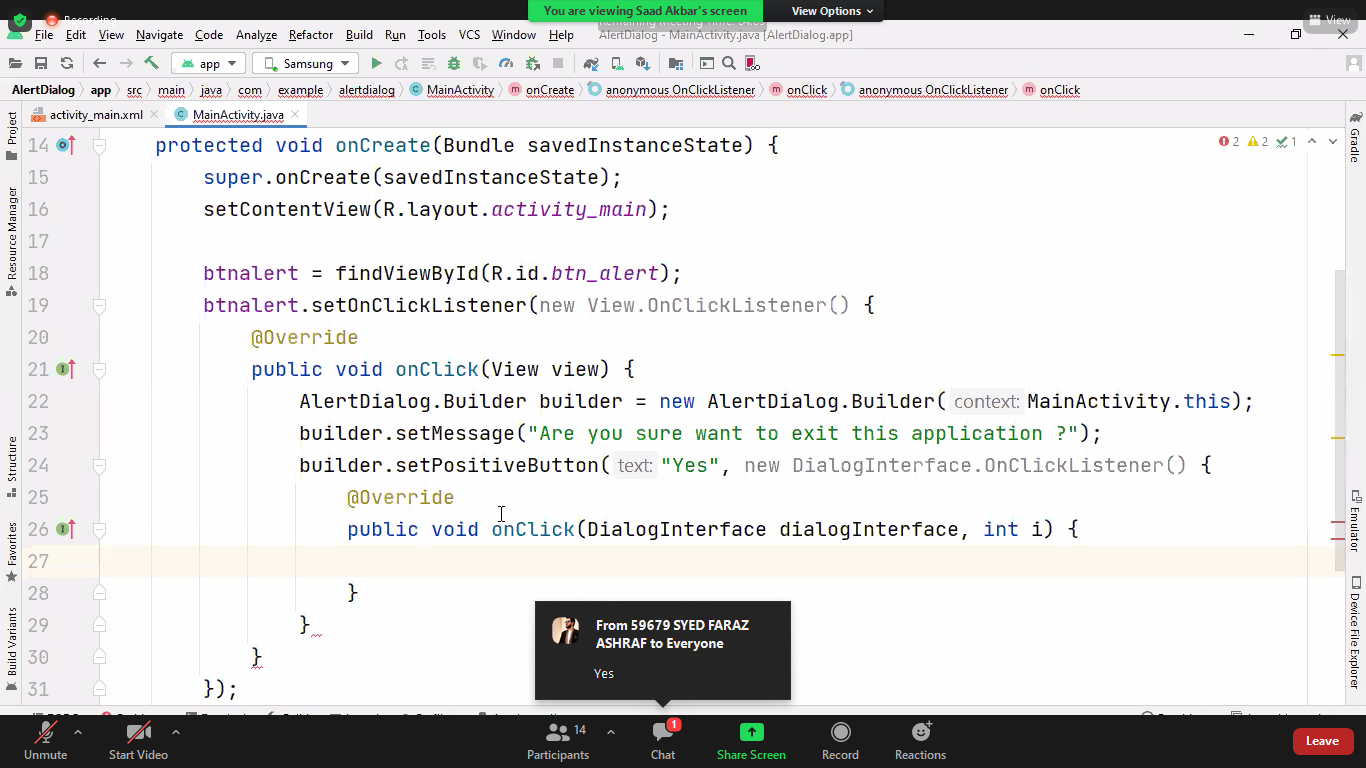 You are viewing Saad Akbar's screen
View Options
Recording
View
File Edit View Navigate Code Analyze Refactor Build Run Tools VCS Window Help AlertDialog - MainActivity.java [AlertDialog.app]
app Samsung
AlertDialog app src main java com example alertdialog MainActivity onCreate anonymous OnClickListener onClick anonymous OnClickListener onClick
activity_main.xml MainActivity.java
Project
Resource Manager
Structure
Favorites
Build Variants
Gradle
Emulator
Device File Explorer
2 2 1
14 protected void onCreate(Bundle savedInstanceState) {
15 super.onCreate(savedInstanceState);
16 setContentView(R.layout.activity_main);
17
18 btnalert = findViewById(R.id.btn_alert);
19 btnalert.setOnClickListener(new View.OnClickListener() {
20 @Override
21 public void onClick(View view) {
22 AlertDialog.Builder builder = new AlertDialog.Builder( context: MainActivity.this);
23 builder.setMessage("Are you sure want to exit this application ?");
24 builder.setPositiveButton( text: "Yes", new DialogInterface.OnClickListener() {
25 @Override
26 public void onClick(DialogInterface dialogInterface, int i) {
27
28 }
29 }
30 }
31 });
From 59679 SYED FARAZ
ASHRAF to Everyone
Yes
Unmute Start Video Participants 14 Chat 1 Share Screen Record Reactions Leave